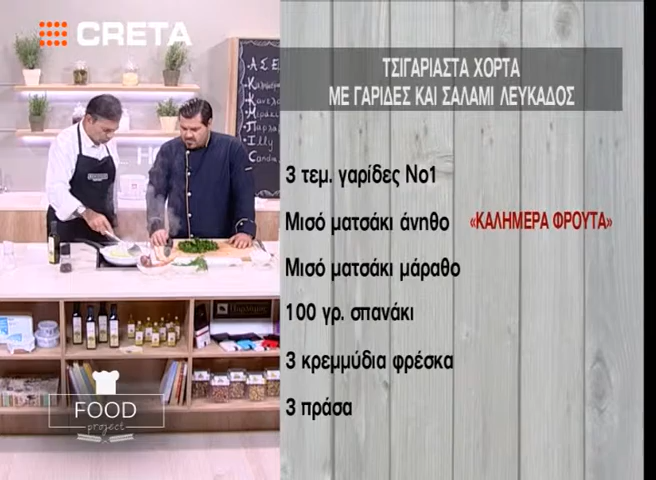 CRETA
ΤΣΙΓΑΡΙΑΣΤΑ ΧΟΡΤΑ
ΜΕ ΓΑΡΙΔΕΣ ΚΑΙ ΣΑΛΑΜΙ ΛΕΥΚΑΔΟΣ
3 τεμ. γαρίδες Νο1
Μισό ματσάκι άνηθο
«ΚΑΛΗΜΕΡΑ ΦΡΟΥΤΑ»
Μισό ματσάκι μάραθο
100 γρ. σπανάκι
3 κρεμμύδια φρέσκα
3 πράσα
FOOD
project